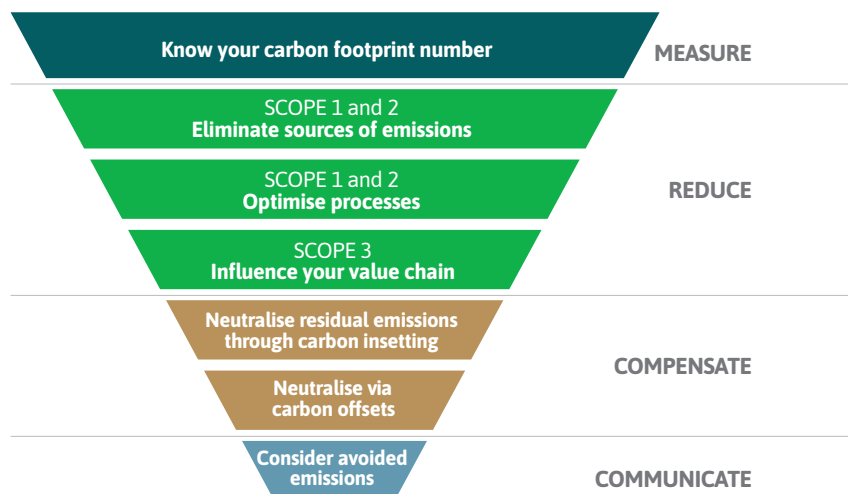 Know your carbon footprint number
MEASURE
SCOPE 1 and 2
Eliminate sources of emissions
SCOPE 1 and 2
Optimise processes
REDUCE
SCOPE 3
Influence your value chain
Neutralise residual emissions
through carbon insetting
COMPENSATE
Neutralise via
carbon offsets
Consider avoided
emissions
COMMUNICATE